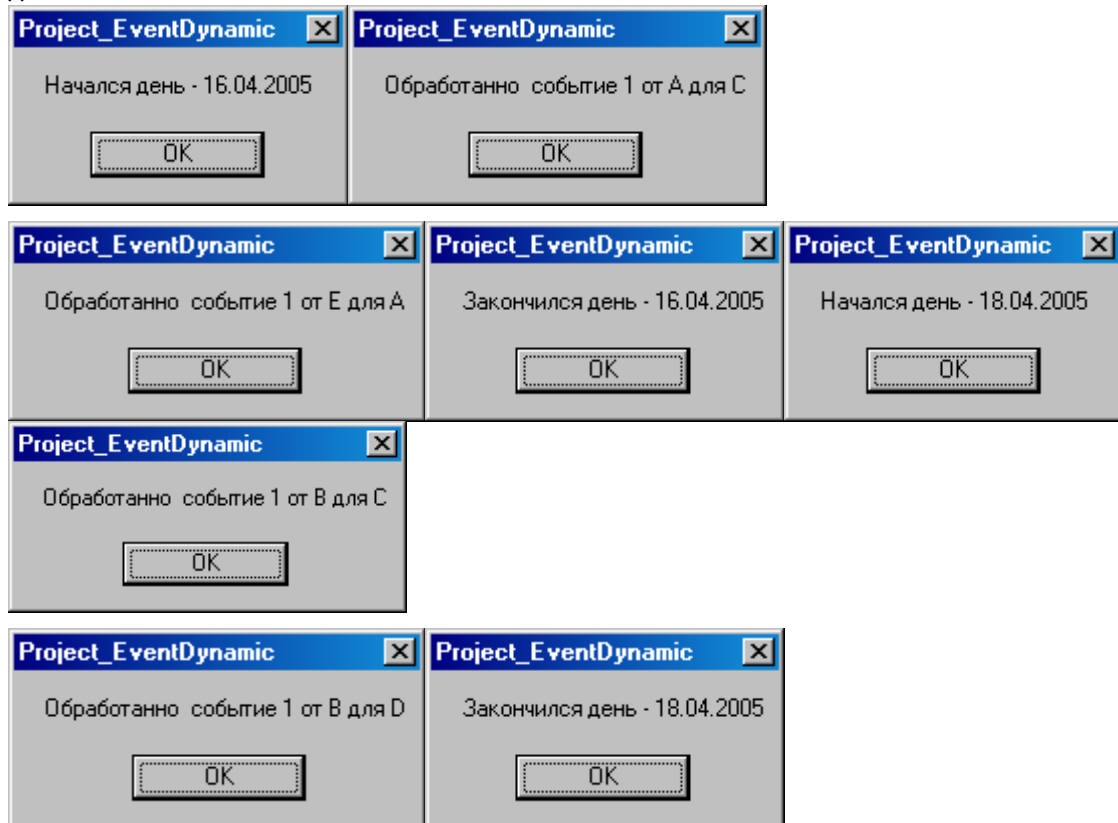 Project_EventDynamic
Начался день - 16.04.2005
OK
Project_EventDynamic
Обработанно событие 1 от A для C
OK
Project_EventDynamic
Обработанно событие 1 от E для A
OK
Project_EventDynamic
Закончился день - 16.04.2005
OK
Project_EventDynamic
Начался день - 18.04.2005
OK
Project_EventDynamic
Обработанно событие 1 от B для C
OK
Project_EventDynamic
Обработанно событие 1 от B для D
OK
Project_EventDynamic
Закончился день - 18.04.2005
OK